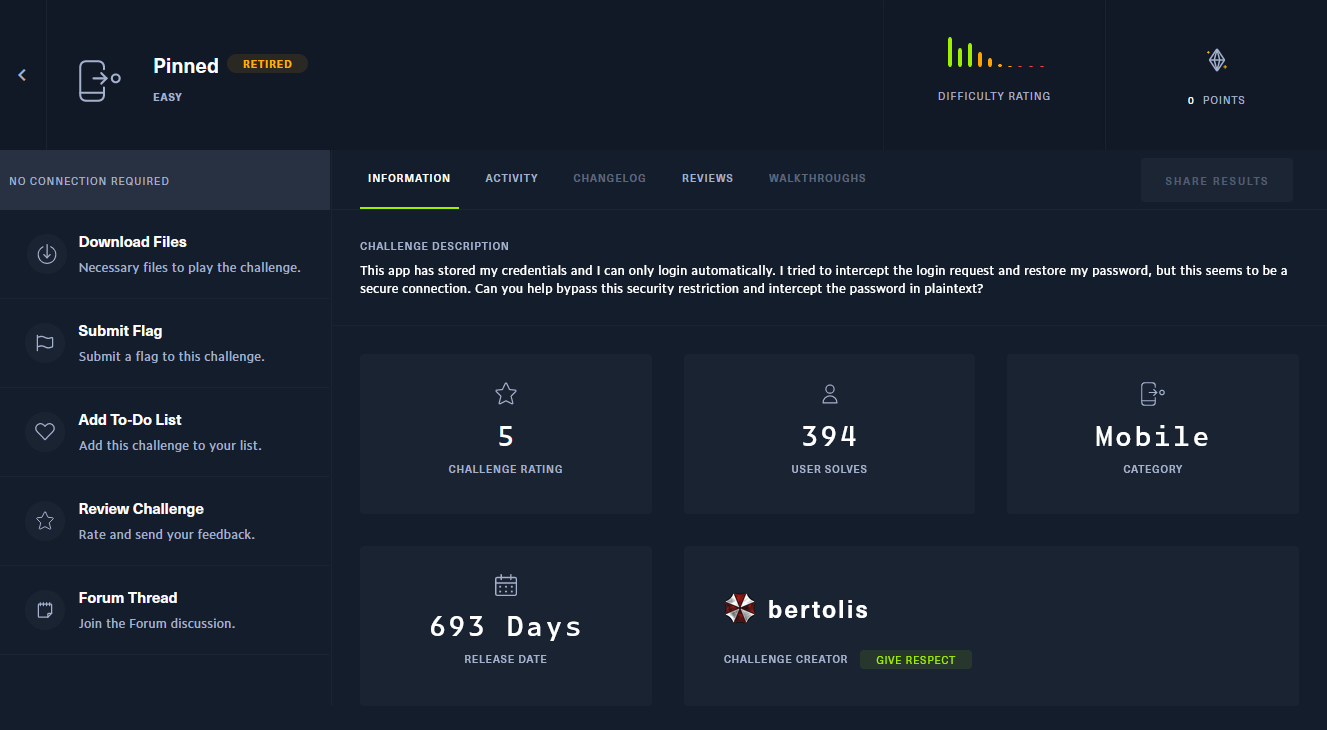 Pinned RETIRED
EASY
DIFFICULTY RATING
0 POINTS
NO CONNECTION REQUIRED
Download Files
Necessary files to play the challenge.
Submit Flag
Submit a flag to this challenge.
Add To-Do List
Add this challenge to your list.
Review Challenge
Rate and send your feedback.
Forum Thread
Join the Forum discussion.
INFORMATION ACTIVITY CHANGELOG REVIEWS WALKTHROUGHS SHARE RESULTS
CHALLENGE DESCRIPTION
This app has stored my credentials and I can only login automatically. I tried to intercept the login request and restore my password, but this seems to be a
secure connection. Can you help bypass this security restriction and intercept the password in plaintext?
5
CHALLENGE RATING
394
USER SOLVES
Mobile
CATEGORY
693 Days
RELEASE DATE
bertolis
CHALLENGE CREATOR GIVE RESPECT